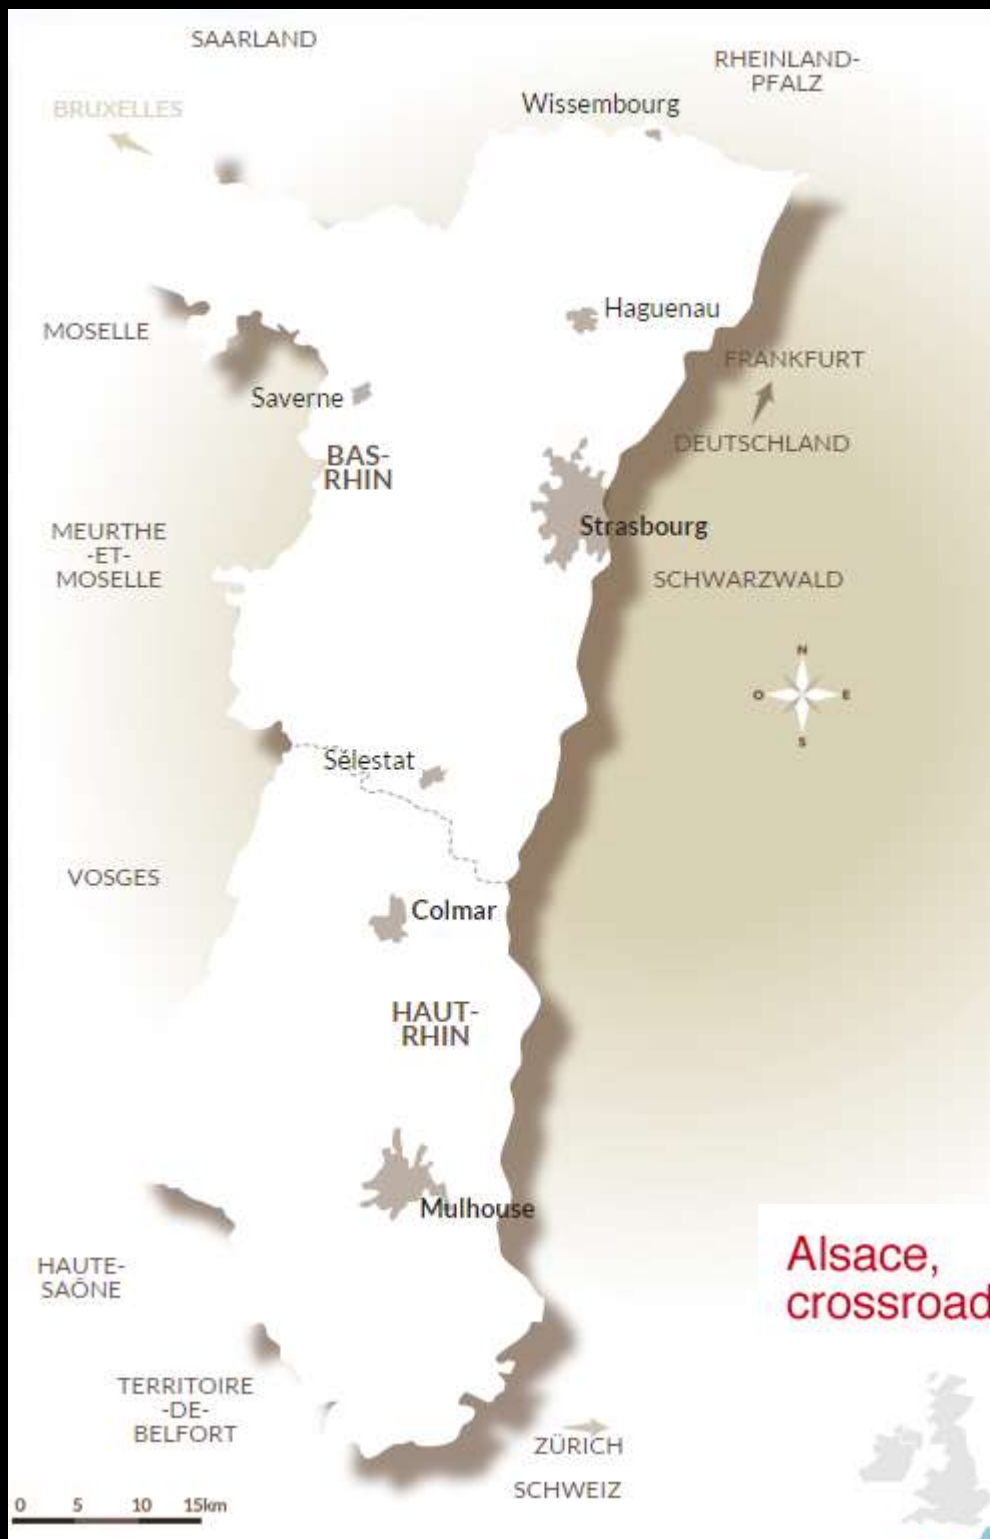 SAARLAND
RHEINLAND-
PFALZ
BRUXELLES
Wissembourg
Haguenau
MOSELLE
FRANKFURT
Saverne
DEUTSCHLAND
BAS-
RHIN
Strasbourg
MEURTHE
-ET-
MOSELLE
SCHWARZWALD
N
O
E
S
Sélestat
VOSGES
Colmar
HAUT-
RHIN
Mulhouse
Alsace,
crossroad
HAUTE-
SAÔNE
TERRITOIRE
-DE-
BELFORT
ZÜRICH
SCHWEIZ
0 5 10 15km